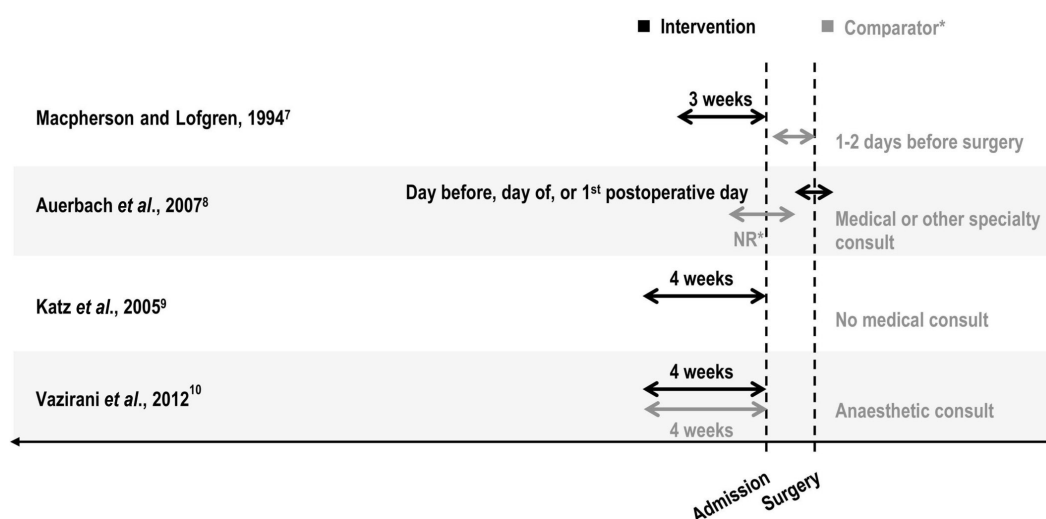 ■ Intervention ■ Comparator*
3 weeks
Macpherson and Lofgren, 1994⁷
1-2 days before surgery
Day before, day of, or 1ˢᵗ postoperative day
Auerbach et al., 2007⁸
NR*
Medical or other specialty
consult
4 weeks
Katz et al., 2005⁹
No medical consult
4 weeks
Vazirani et al., 2012¹⁰
Anaesthetic consult
4 weeks
Admission
Surgery